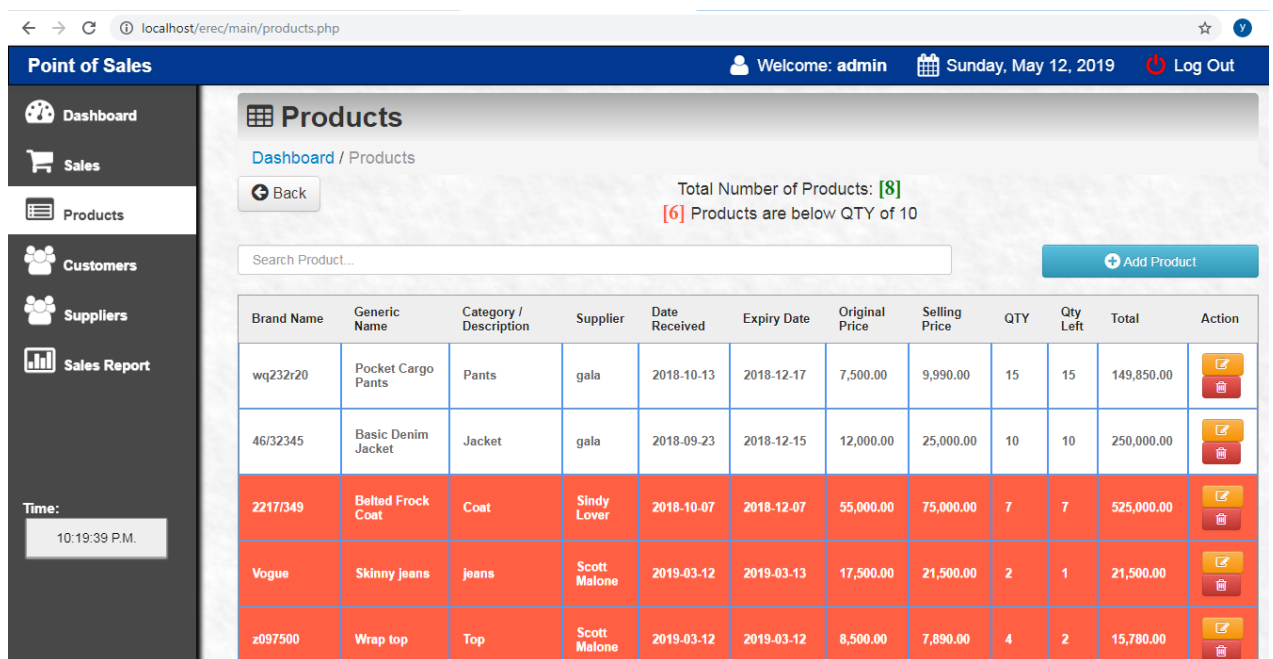 localhost/erec/main/products.php
y
Point of Sales
Welcome: admin
Sunday, May 12, 2019
Log Out
Dashboard
Sales
Products
Customers
Suppliers
Sales Report
Time:
10:19:39 P.M.
Products
Dashboard / Products
Back
Total Number of Products: [8]
[6] Products are below QTY of 10
Search Product...
Add Product
Brand Name Generic Name Category / Description Supplier Date Received Expiry Date Original Price Selling Price QTY Qty Left Total Action
wq232r20 Pocket Cargo Pants Pants gala 2018-10-13 2018-12-17 7,500.00 9,990.00 15 15 149,850.00
46/32345 Basic Denim Jacket Jacket gala 2018-09-23 2018-12-15 12,000.00 25,000.00 10 10 250,000.00
2217/349 Belted Frock Coat Coat Sindy Lover 2018-10-07 2018-12-07 55,000.00 75,000.00 7 7 525,000.00
Vogue Skinny jeans jeans Scott Malone 2019-03-12 2019-03-13 17,500.00 21,500.00 2 1 21,500.00
z097500 Wrap top Top Scott Malone 2019-03-12 2019-03-12 8,500.00 7,890.00 4 2 15,780.00